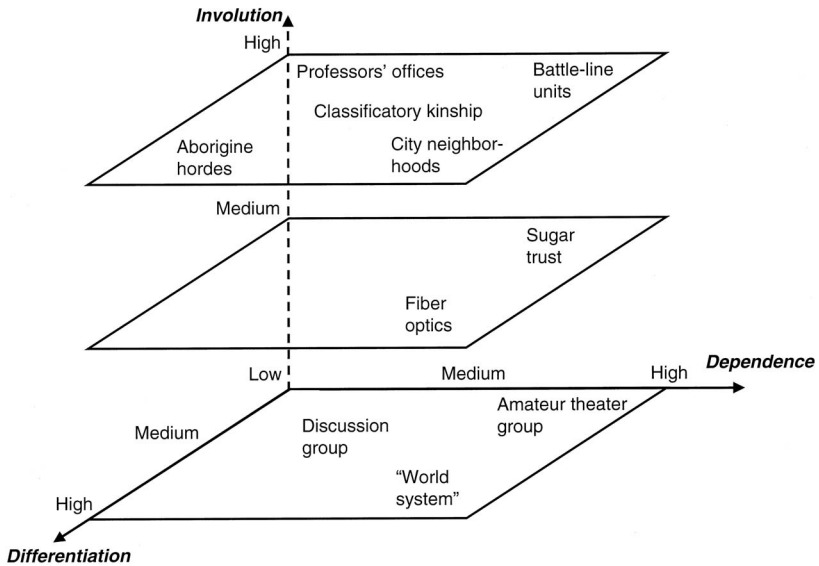 Involution
High
Professors' offices
Battle-line
units
Classificatory kinship
Aborigine
hordes
City neighbor-
hoods
Medium
Sugar
trust
Fiber
optics
Low
Medium
High
Dependence
Amateur theater
group
Discussion
group
Medium
"World
system"
High
Differentiation